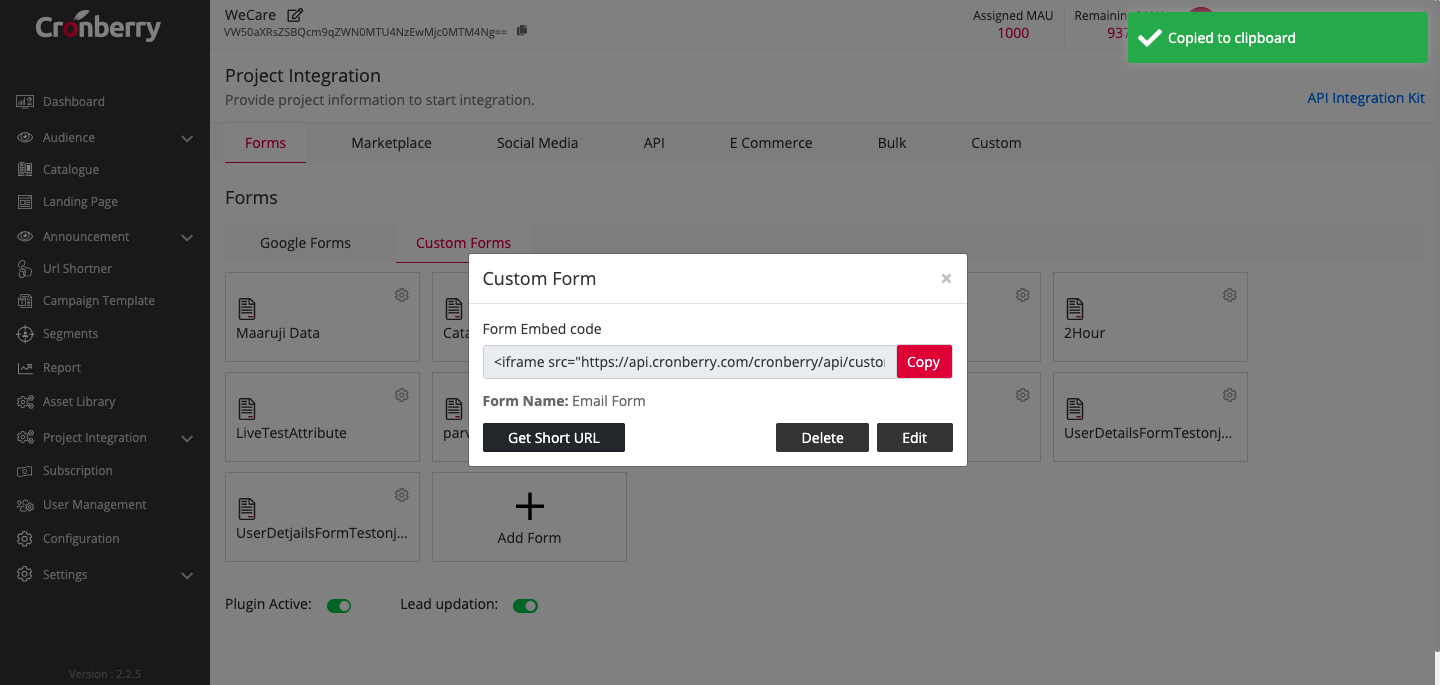 Cronberry
WeCare
VW50aXRsZSBQcm9qZWN0MTU4NzEwMjc0MTM4Ng==
Assigned MAU
1000
Remaining
937
Copied to clipboard
Project Integration
Provide project information to start integration.
API Integration Kit
Forms
Marketplace
Social Media
API
E Commerce
Bulk
Custom
Forms
Google Forms
Custom Forms
Dashboard
Audience
Catalogue
Landing Page
Announcement
Url Shortner
Campaign Template
Segments
Report
Asset Library
Project Integration
Subscription
User Management
Configuration
Settings
Version : 2.2.5
Maaruji Data
Cata
2Hour
LiveTestAttribute
parv
UserDetailsFormTestonj...
UserDetjailsFormTestonj...
Add Form
Custom Form
×
Form Embed code
<iframe src="https://api.cronberry.com/cronberry/api/custo
Copy
Form Name: Email Form
Get Short URL
Delete
Edit
Plugin Active:
Lead updation: